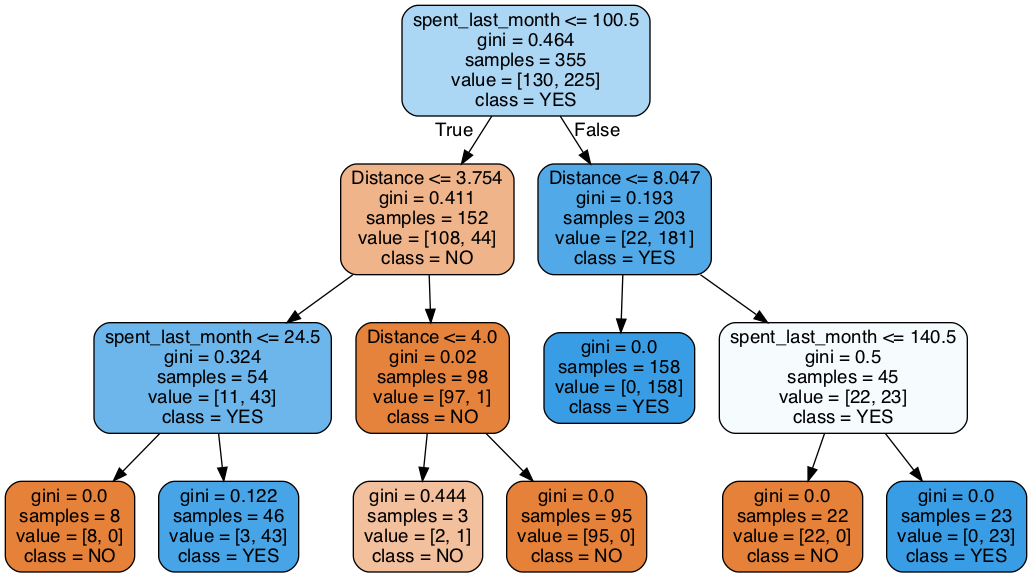 spent_last_month <= 100.5
gini = 0.464
samples = 355
value = [130, 225]
class = YES
True
False
Distance <= 3.754
gini = 0.411
samples = 152
value = [108, 44]
class = NO
Distance <= 8.047
gini = 0.193
samples = 203
value = [22, 181]
class = YES
spent_last_month <= 24.5
gini = 0.324
samples = 54
value = [11, 43]
class = YES
Distance <= 4.0
gini = 0.02
samples = 98
value = [97, 1]
class = NO
gini = 0.0
samples = 158
value = [0, 158]
class = YES
spent_last_month <= 140.5
gini = 0.5
samples = 45
value = [22, 23]
class = YES
gini = 0.0
samples = 8
value = [8, 0]
class = NO
gini = 0.122
samples = 46
value = [3, 43]
class = YES
gini = 0.444
samples = 3
value = [2, 1]
class = NO
gini = 0.0
samples = 95
value = [95, 0]
class = NO
gini = 0.0
samples = 22
value = [22, 0]
class = NO
gini = 0.0
samples = 23
value = [0, 23]
class = YES